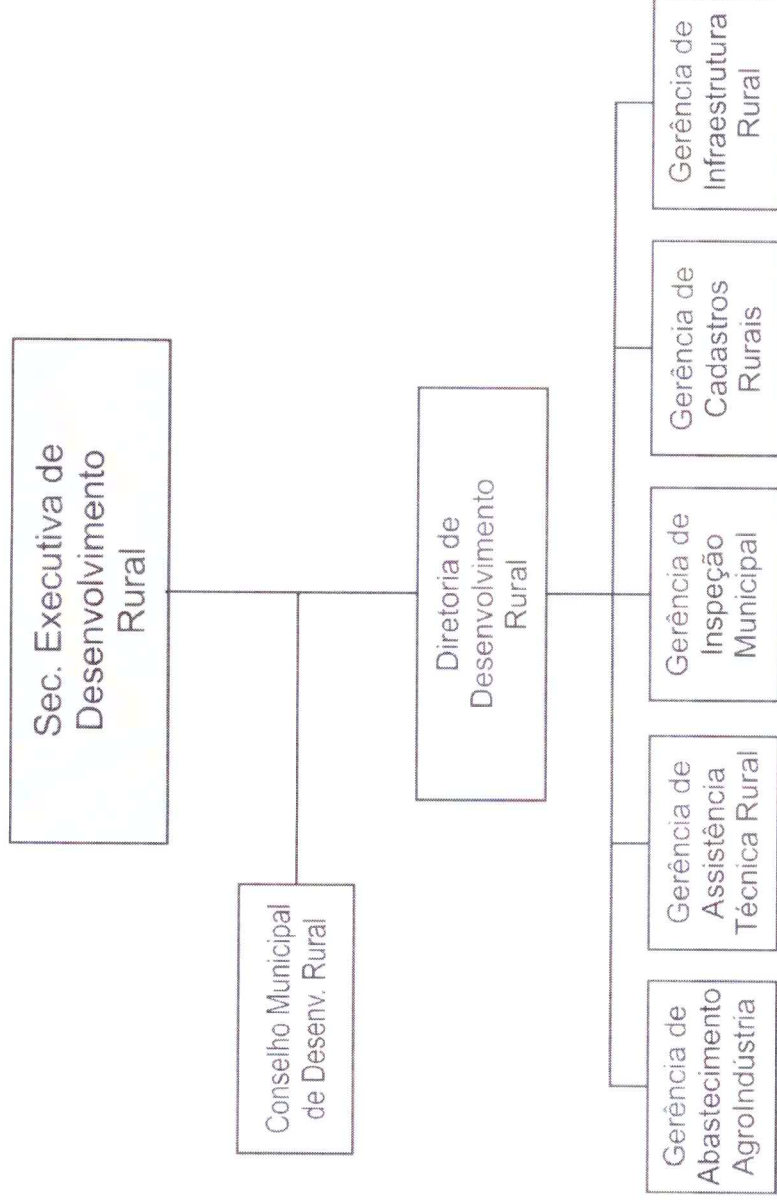 Sec. Executiva de
Desenvolvimento
Rural
Conselho Municipal
de Desenv. Rural
Diretoria de
Desenvolvimento
Rural
Gerência de
Abastecimento
AgroIndústria
Gerência de
Assistência
Técnica Rural
Gerência de
Inspeção
Municipal
Gerência de
Cadastros
Rurais
Gerência de
Infraestrutura
Rural